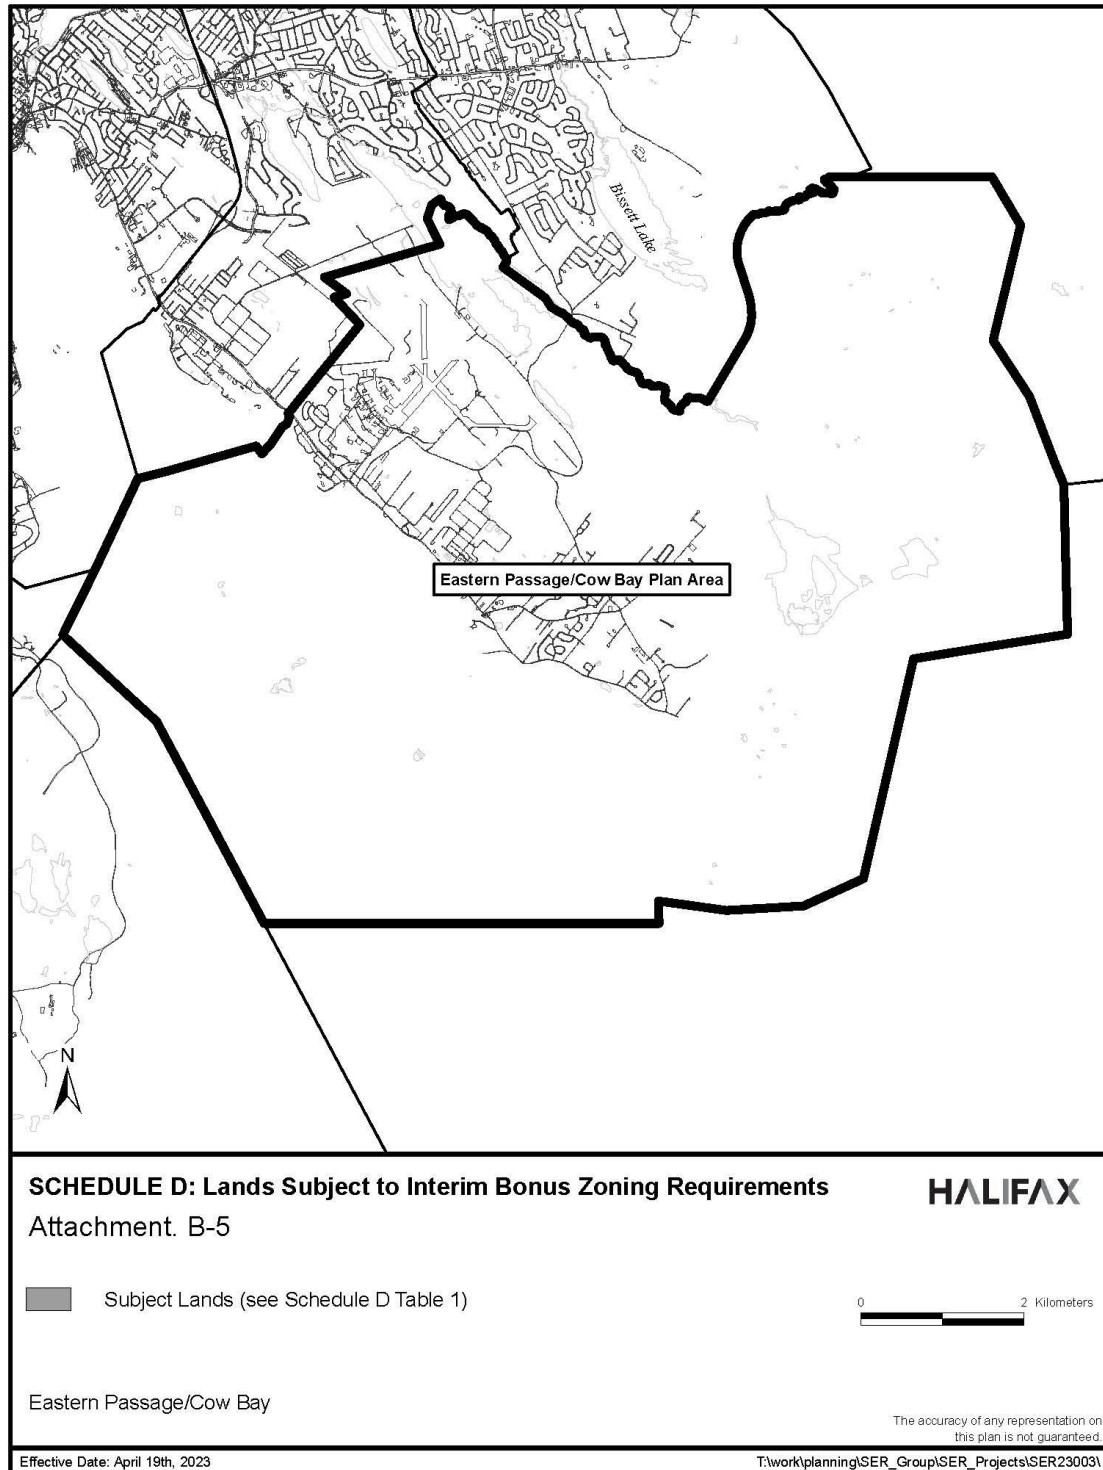 Bissett Lake
Eastern Passage/Cow Bay Plan Area
N
SCHEDULE D: Lands Subject to Interim Bonus Zoning Requirements
HALIFAX
Attachment. B-5
Subject Lands (see Schedule D Table 1)
0 2 Kilometers
Eastern Passage/Cow Bay
The accuracy of any representation on
this plan is not guaranteed.
Effective Date: April 19th, 2023 T:\work\planning\SER_Group\SER_Projects\SER23003\